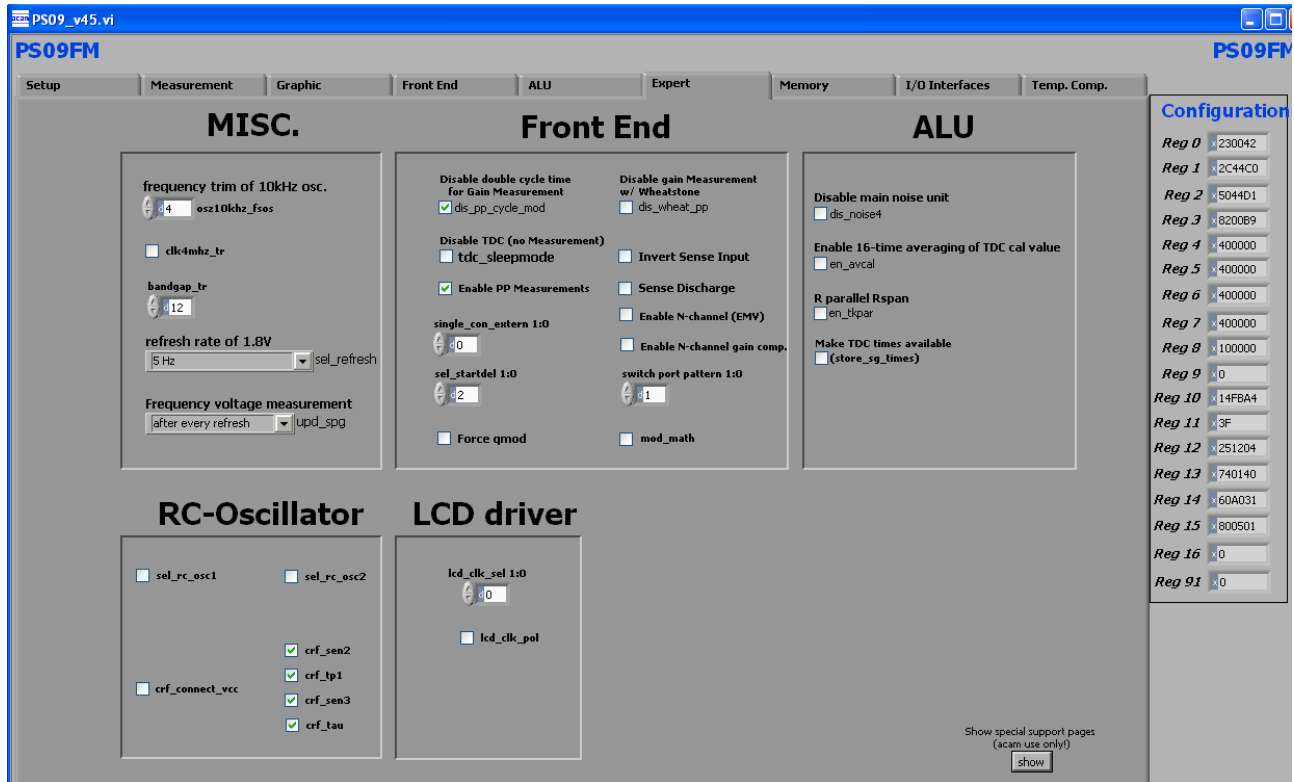 acam PS09_v45.vi
PS09FM PS09FM
Setup Measurement Graphic Front End ALU Expert Memory I/O Interfaces Temp. Comp.
MISC.
frequency trim of 10kHz osc.
d 4 osz10khz_fsos
clk4mhz_tr
bandgap_tr
d 12
refresh rate of 1.8V
5 Hz sel_refresh
Frequency voltage measurement
after every refresh upd_spg
Front End
Disable double cycle time
for Gain Measurement
dis_pp_cycle_mod
Disable gain Measurement
w/ Wheatstone
dis_wheat_pp
Disable TDC (no Measurement)
tdc_sleepmode
Invert Sense Input
Enable PP Measurements
Sense Discharge
Enable N-channel (EMV)
single_con_extern 1:0
d 0
Enable N-channel gain comp.
sel_startdel 1:0
d 2
switch port pattern 1:0
d 1
Force qmod
mod_math
ALU
Disable main noise unit
dis_noise4
Enable 16-time averaging of TDC cal value
en_avcal
R parallel Rspan
en_tkpar
Make TDC times available
(store_sg_times)
RC-Oscillator
sel_rc_osc1
sel_rc_osc2
crf_sen2
crf_tp1
crf_connect_vcc
crf_sen3
crf_tau
LCD driver
lcd_clk_sel 1:0
d 0
lcd_clk_pol
Show special support pages
(acam use only!)
show
Configuration
Reg 0 x 230042
Reg 1 x 2C44C0
Reg 2 x 5044D1
Reg 3 x 8200B9
Reg 4 x 400000
Reg 5 x 400000
Reg 6 x 400000
Reg 7 x 400000
Reg 8 x 100000
Reg 9 x 0
Reg 10 x 14FBA4
Reg 11 x 3F
Reg 12 x 251204
Reg 13 x 740140
Reg 14 x 60A031
Reg 15 x 800501
Reg 16 x 0
Reg 91 x 0